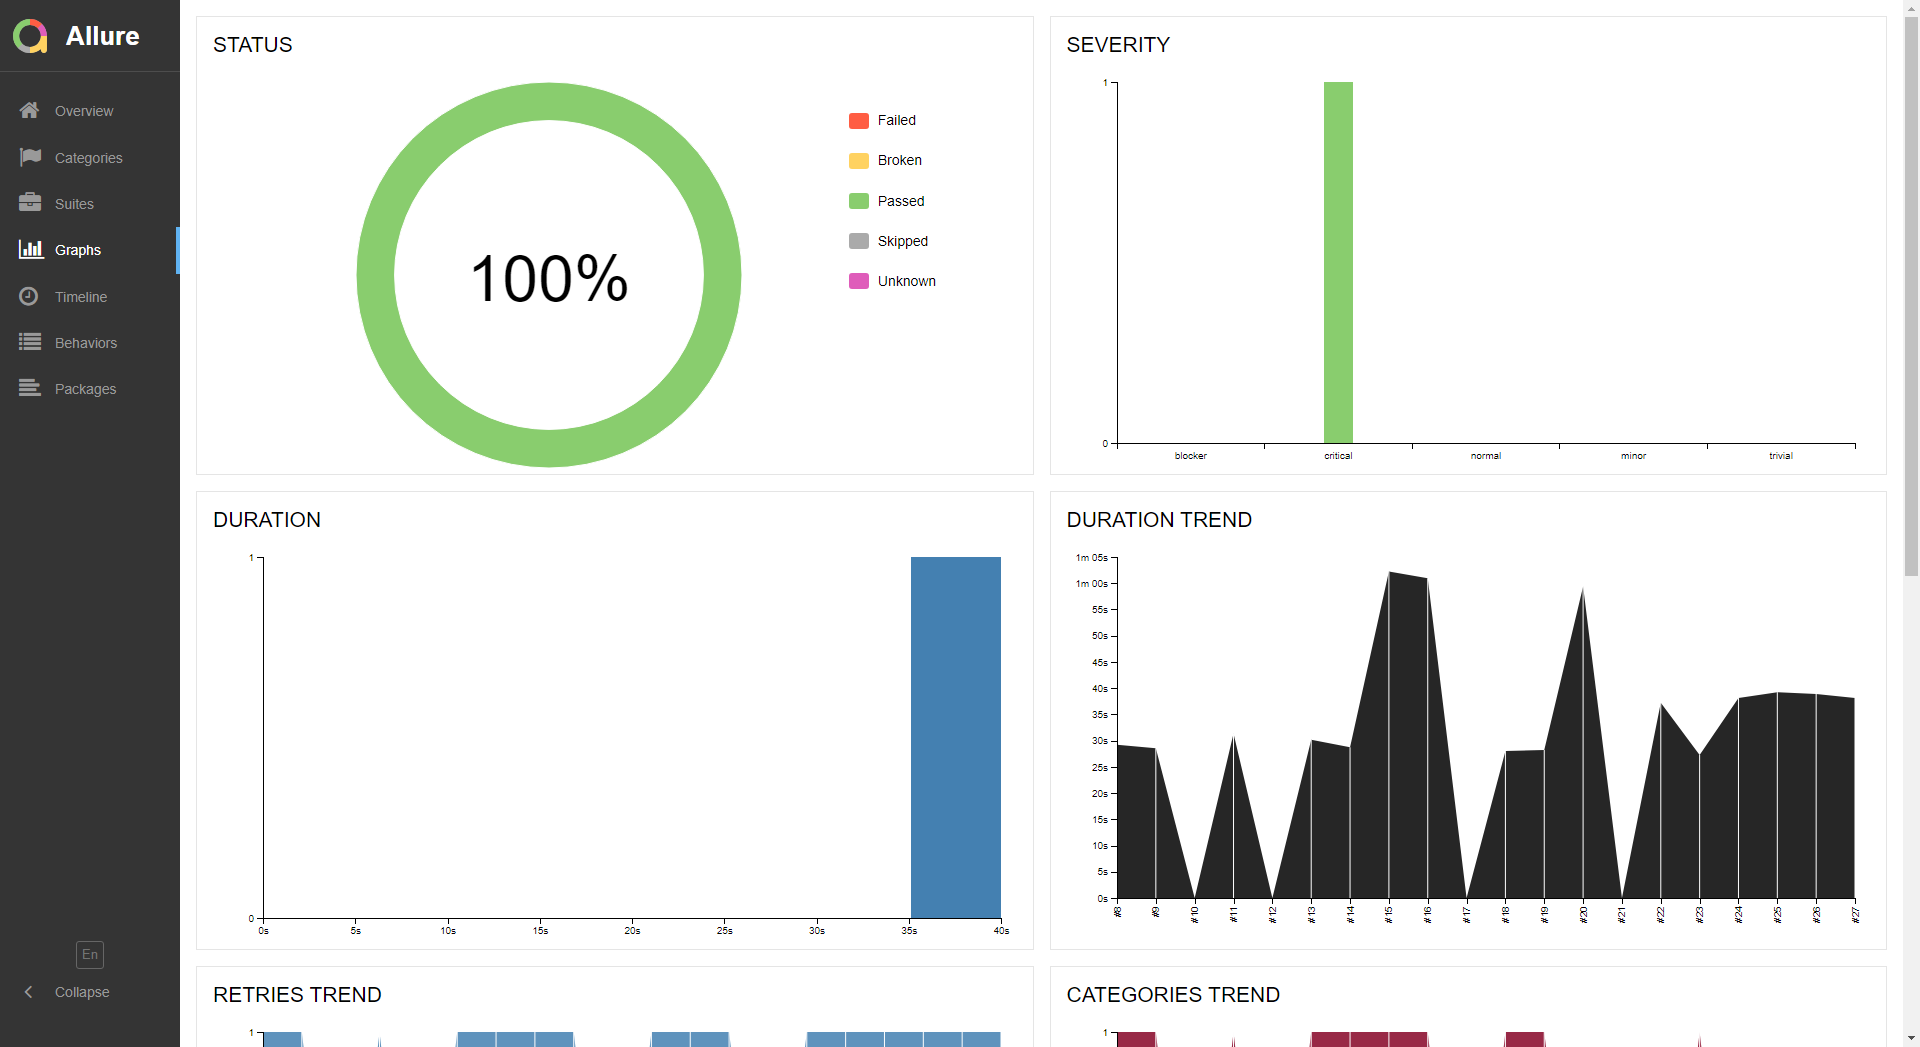 Allure
Overview
Categories
Suites
Graphs
Timeline
Behaviors
Packages
En
Collapse
STATUS
100%
Failed
Broken
Passed
Skipped
Unknown
SEVERITY
1
0
blocker critical normal minor trivial
DURATION
1
0
0s 5s 10s 15s 20s 25s 30s 35s 40s
DURATION TREND
1m 05s
1m 00s
55s
50s
45s
40s
35s
30s
25s
20s
15s
10s
5s
0s
#8 #9 #10 #11 #12 #13 #14 #15 #16 #17 #18 #19 #20 #21 #22 #23 #24 #25 #26 #27
RETRIES TREND
1
CATEGORIES TREND
1